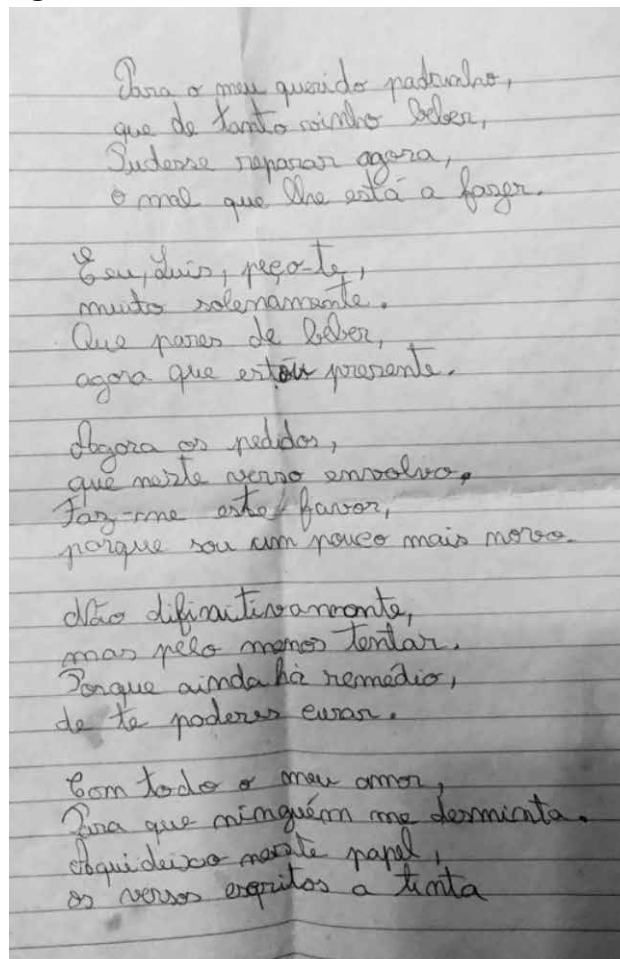 Para o meu querido padrinho,
que de tanto vinho beber,
Pudesse reparar agora,
o mal que lhe está a fazer.
E eu, Luís, peço-te,
muito solenamente.
Que pares de beber,
agora que estou presente.
Agora os pedidos,
que neste verso envolvo.
Faz-me este favor,
porque sou um pouco mais novo.
Não difinitivamente,
mas pelo menos tentar.
Porque ainda há remédio,
de te poderes curar.
Com todo o meu amor,
Para que ninguém me desminta.
Aqui deixo neste papel,
os versos esqritos a tinta